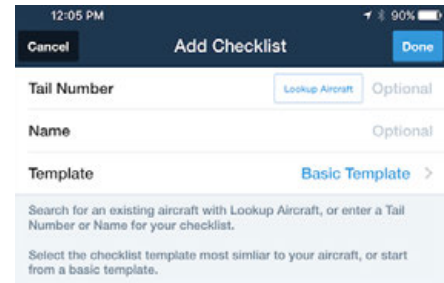 12:05 PM 90%
Cancel Add Checklist Done
Tail Number Lookup Aircraft Optional
Name Optional
Template Basic Template >
Search for an existing aircraft with Lookup Aircraft, or enter a Tail
Number or Name for your checklist.
Select the checklist template most simliar to your aircraft, or start
from a basic template.